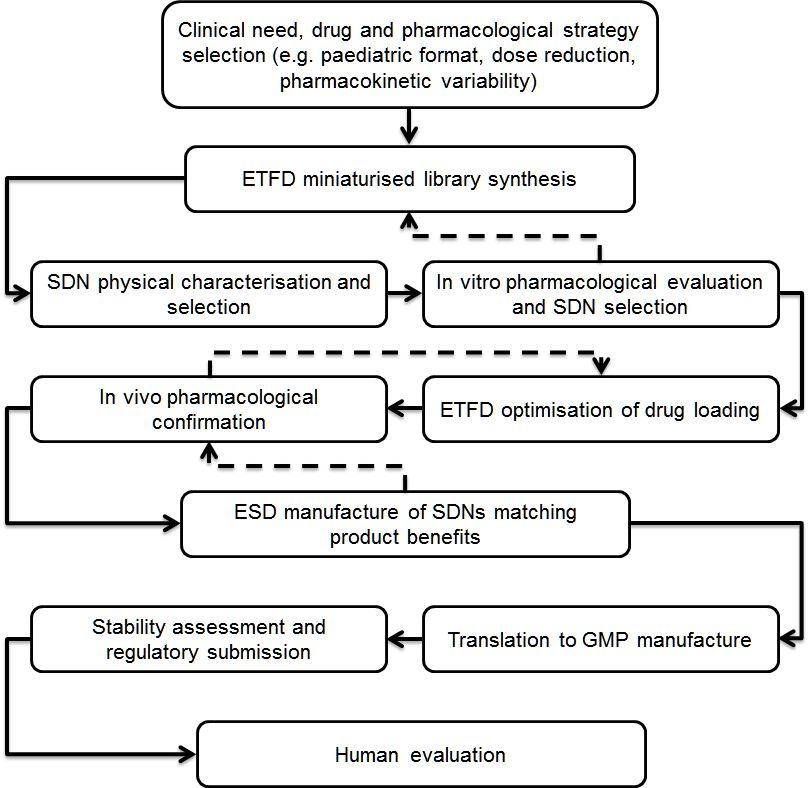 Clinical need, drug and pharmacological strategy
selection (e.g. paediatric format, dose reduction,
pharmacokinetic variability)
ETFD miniaturised library synthesis
SDN physical characterisation and
selection
In vitro pharmacological evaluation
and SDN selection
In vivo pharmacological
confirmation
ETFD optimisation of drug loading
ESD manufacture of SDNs matching
product benefits
Stability assessment and
regulatory submission
Translation to GMP manufacture
Human evaluation